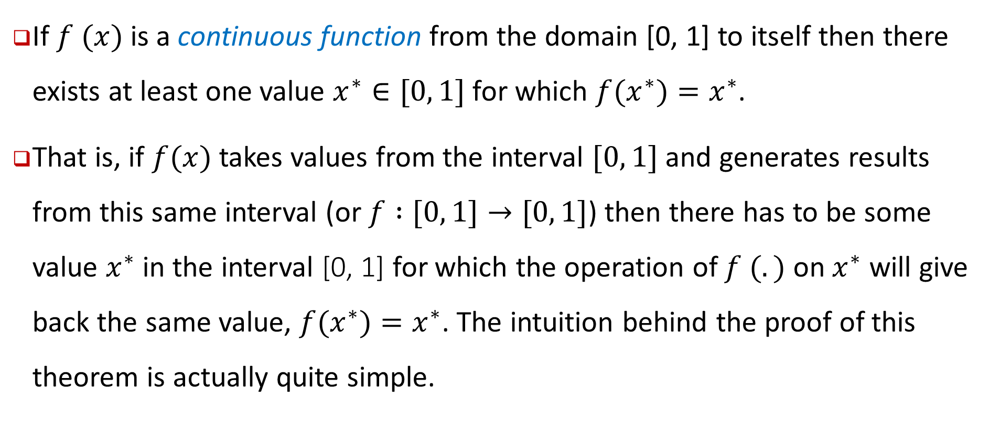 ❑If 𝑓 (𝑥) is a continuous function from the domain [0, 1] to itself then there
exists at least one value 𝑥* ∈ [0, 1] for which 𝑓(𝑥*) = 𝑥*.
❑That is, if 𝑓(𝑥) takes values from the interval [0, 1] and generates results
from this same interval (or 𝑓 : [0, 1] → [0, 1]) then there has to be some
value 𝑥* in the interval [0, 1] for which the operation of 𝑓 (. ) on 𝑥* will give
back the same value, 𝑓(𝑥*) = 𝑥*. The intuition behind the proof of this
theorem is actually quite simple.